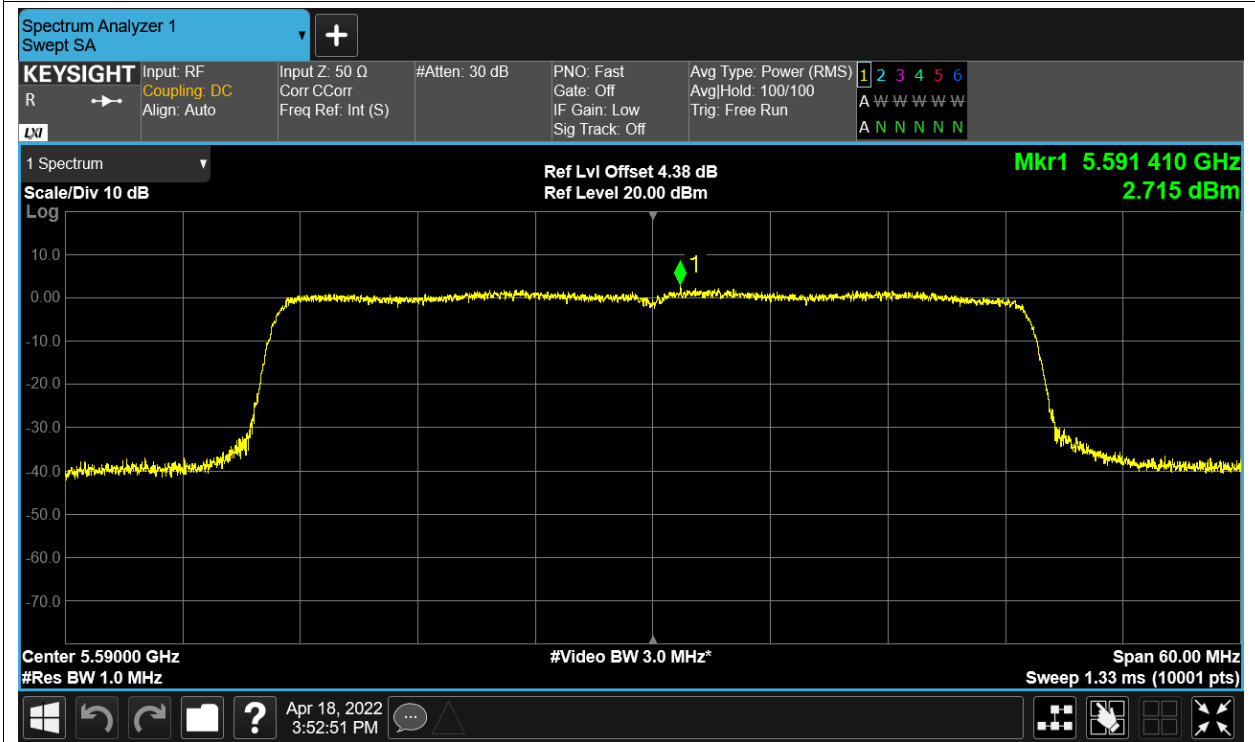 Spectrum Analyzer 1
Swept SA
+
KEYSIGHT Input: RF Input Z: 50 Ω #Atten: 30 dB PNO: Fast Avg Type: Power (RMS) 1 2 3 4 5 6
R Coupling: DC Corr CCorr Gate: Off Avg|Hold: 100/100 A W W W W W
Align: Auto Freq Ref: Int (S) IF Gain: Low Trig: Free Run
LXI Sig Track: Off A N N N N N
1 Spectrum Ref Lvl Offset 4.38 dB Mkr1 5.591 410 GHz
Scale/Div 10 dB Ref Level 20.00 dBm 2.715 dBm
Log
10.0
1
0.00
-10.0
-20.0
-30.0
-40.0
-50.0
-60.0
-70.0
Center 5.59000 GHz #Video BW 3.0 MHz* Span 60.00 MHz
#Res BW 1.0 MHz Sweep 1.33 ms (10001 pts)
? Apr 18, 2022
3:52:51 PM